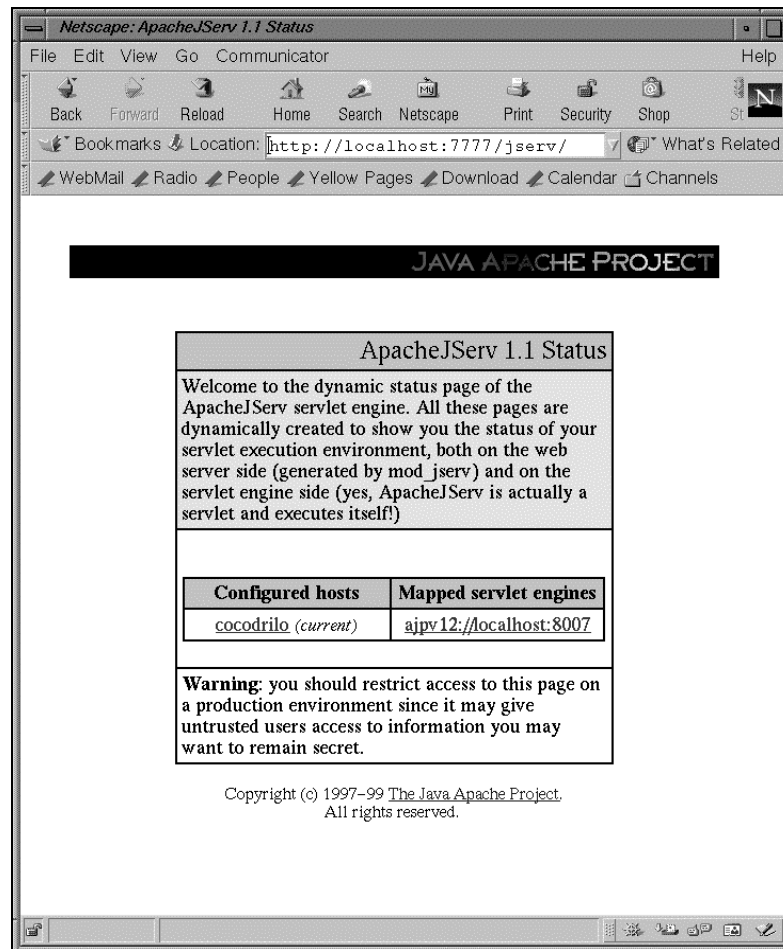 Netscape: ApacheJServ 1.1 Status
File Edit View Go Communicator Help
Back Forward Reload Home Search Netscape Print Security Shop St
My
N
Bookmarks Location: http://localhost:7777/jserv/ What's Related
WebMail Radio People Yellow Pages Download Calendar Channels
JAVA APACHE PROJECT
ApacheJServ 1.1 Status
Welcome to the dynamic status page of the
ApacheJServ servlet engine. All these pages are
dynamically created to show you the status of your
servlet execution environment, both on the web
server side (generated by mod_jserv) and on the
servlet engine side (yes, ApacheJServ is actually a
servlet and executes itself!)
Configured hosts Mapped servlet engines
cocodrilo (current) ajpv12://localhost:8007
Warning: you should restrict access to this page on
a production environment since it may give
untrusted users access to information you may
want to remain secret.
Copyright (c) 1997–99 The Java Apache Project.
All rights reserved.